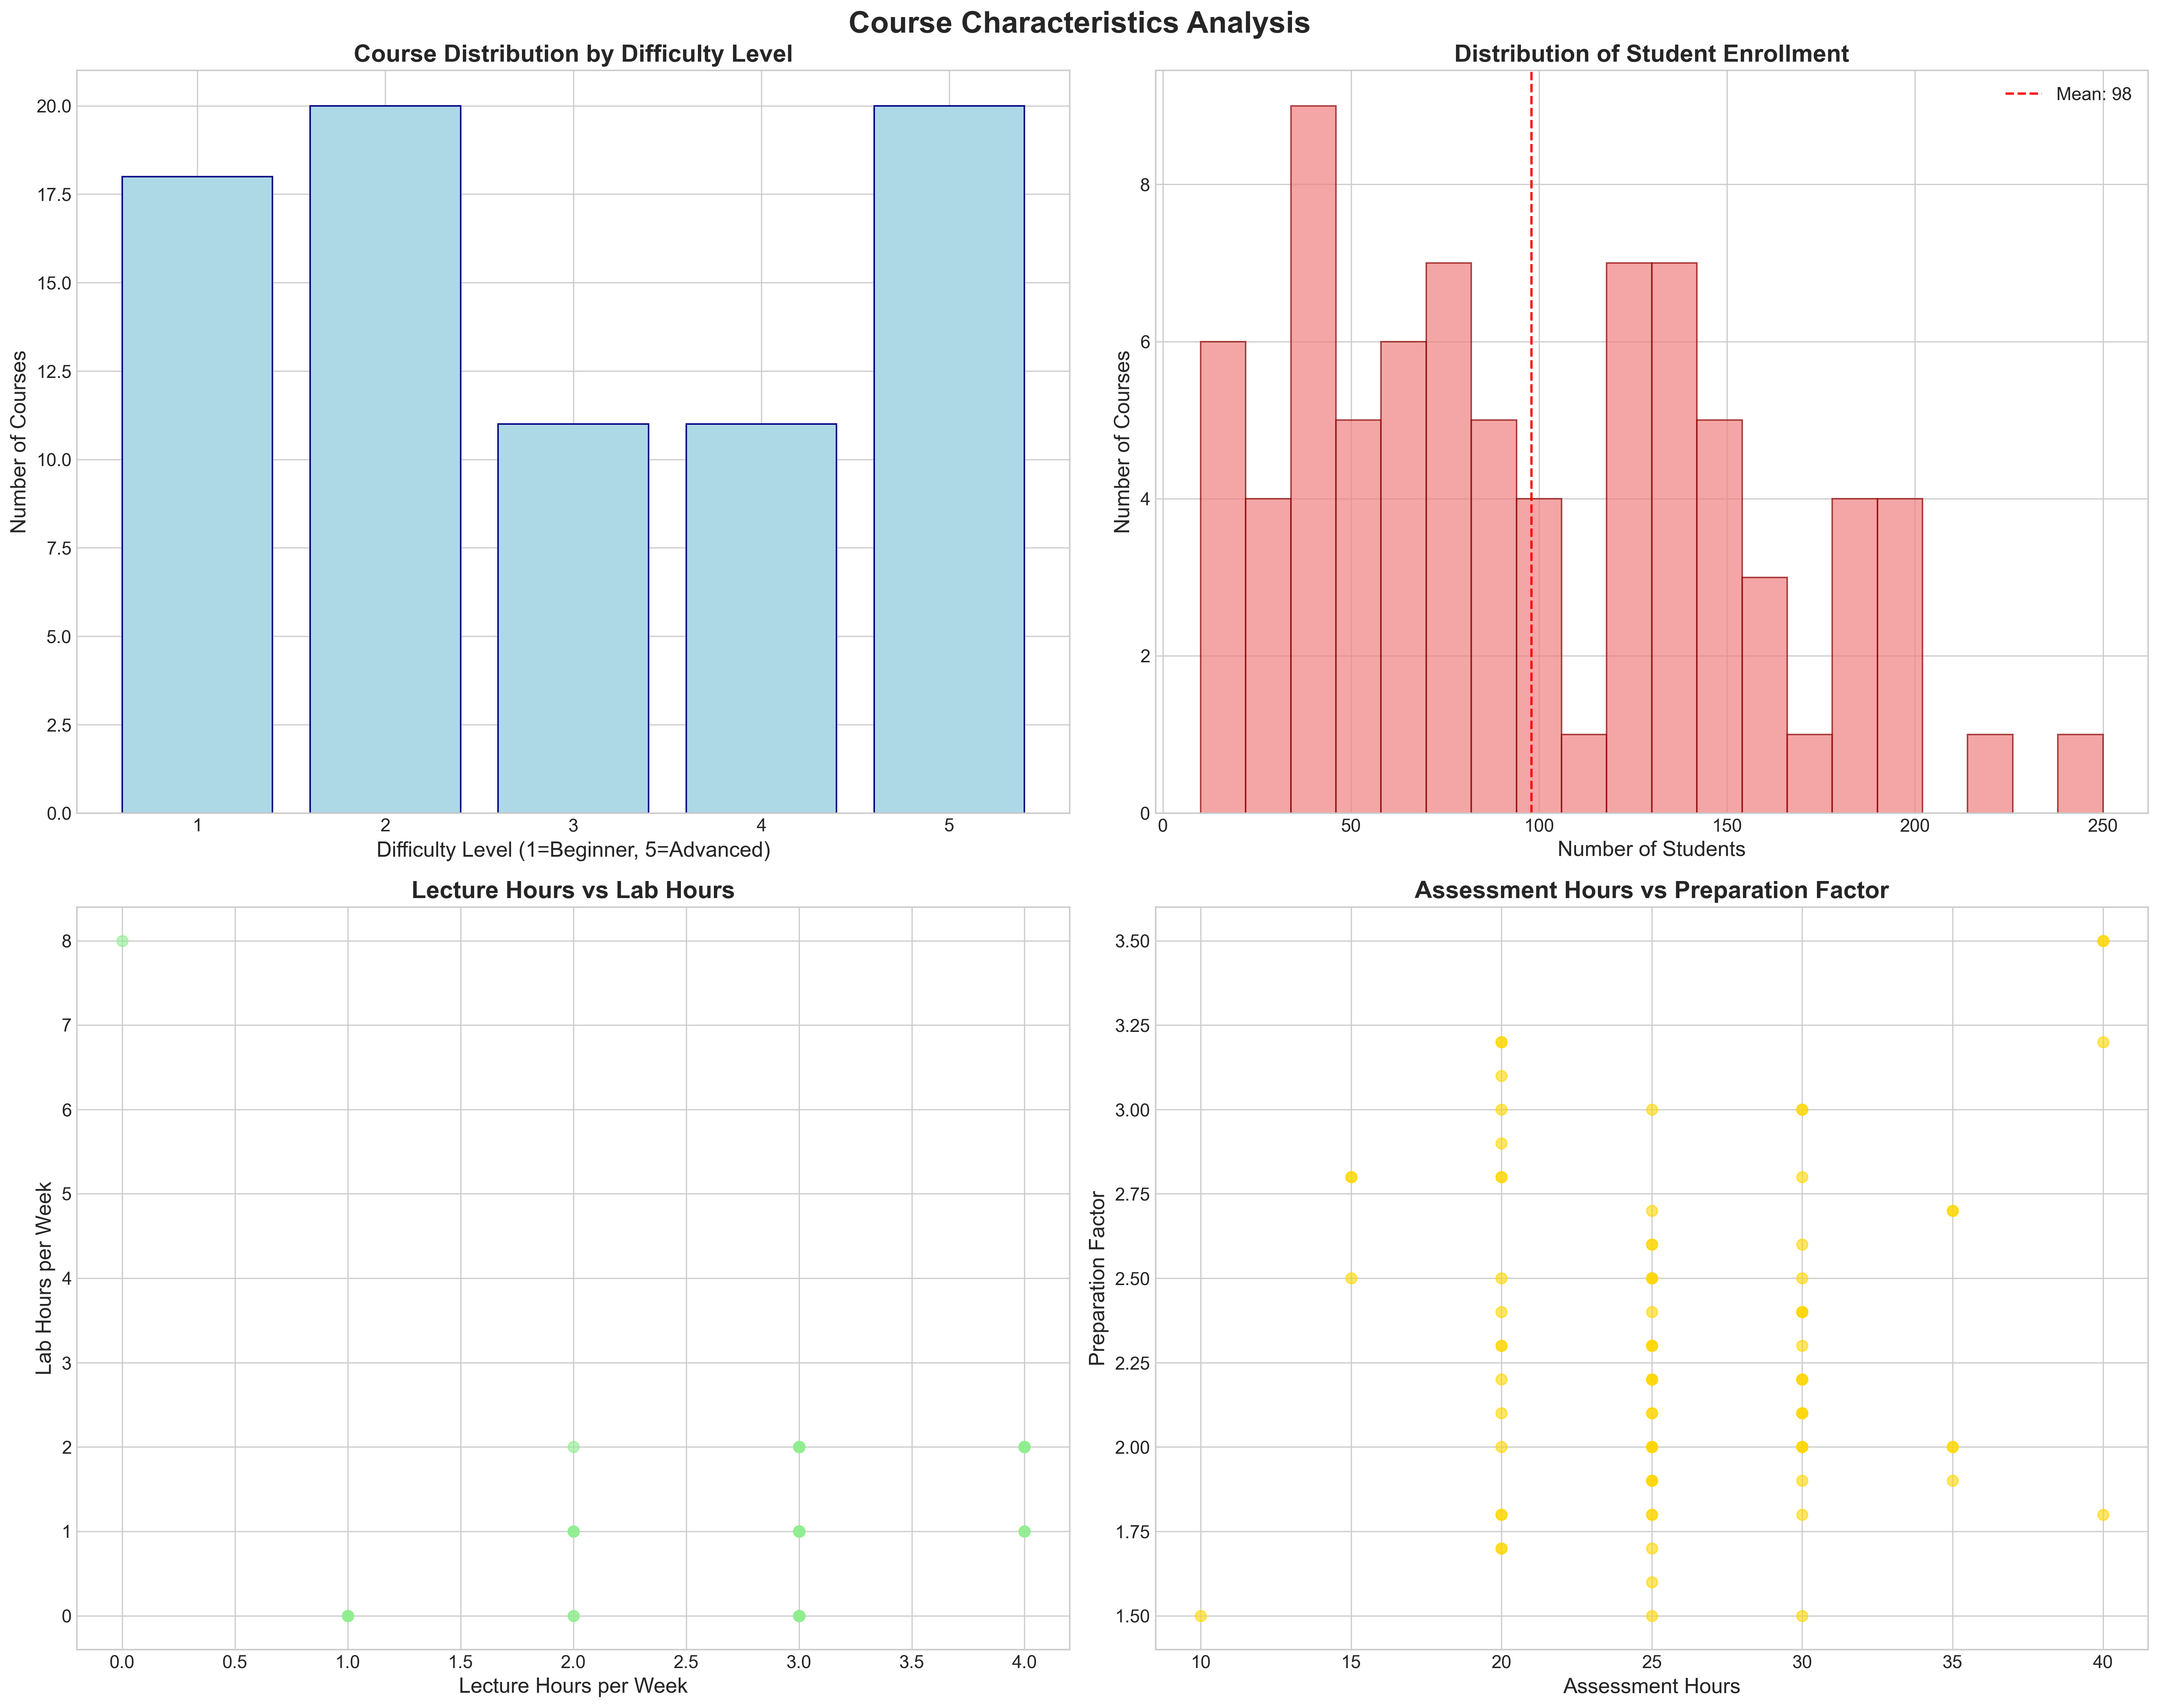 Course Characteristics Analysis
Course Distribution by Difficulty Level
Number of Courses
20.0
17.5
15.0
12.5
10.0
7.5
5.0
2.5
0.0
1 2 3 4 5
Difficulty Level (1=Beginner, 5=Advanced)
Distribution of Student Enrollment
Mean: 98
Number of Courses
8
6
4
2
0
0 50 100 150 200 250
Number of Students
Lecture Hours vs Lab Hours
Lab Hours per Week
8
7
6
5
4
3
2
1
0
0.0 0.5 1.0 1.5 2.0 2.5 3.0 3.5 4.0
Lecture Hours per Week
Assessment Hours vs Preparation Factor
Preparation Factor
3.50
3.25
3.00
2.75
2.50
2.25
2.00
1.75
1.50
10 15 20 25 30 35 40
Assessment Hours